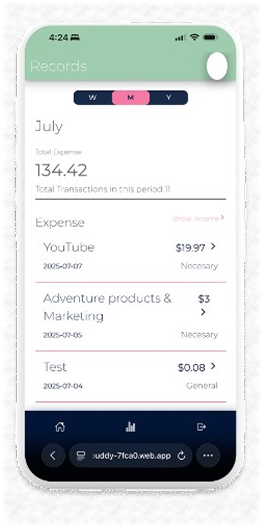 4:24
Records
W M Y
July
Total Expense
134.42
Total Transactions in this period 11
Expense
Show Income
YouTube $19.97
2025-07-07 Necesary
Adventure products & $3
Marketing
2025-07-05 Necesary
Test $0.08
2025-07-04 General
uddy-7fca0.web.app